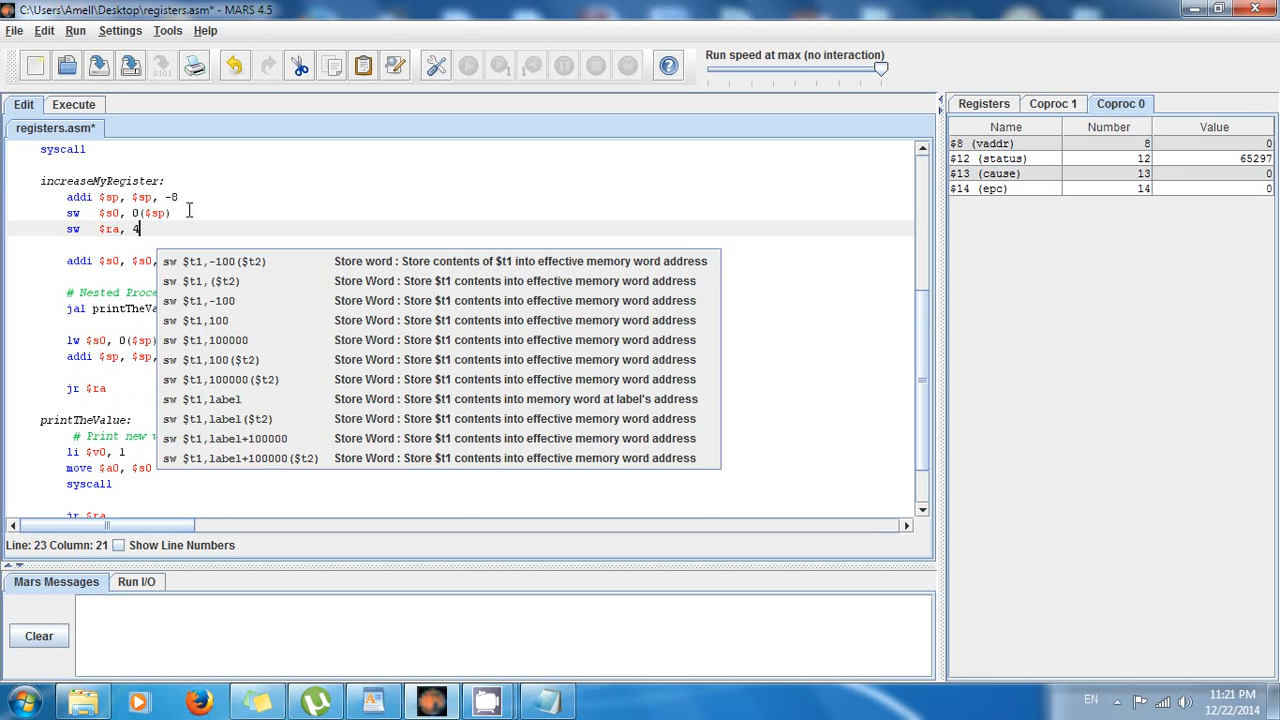 C:\Users\Amell\Desktop\registers.asm* - MARS 4.5
File Edit Run Settings Tools Help
Run speed at max (no interaction)
Edit Execute
registers.asm*
syscall
increaseMyRegister:
addi $sp, $sp, -8
sw $s0, 0($sp)
sw $ra, 4
addi $s0, $s0,
# Nested Proce
jal printTheVa
lw $s0, 0($sp)
addi $sp, $sp,
jr $ra
printTheValue:
# Print new v
li $v0, 1
move $a0, $s0
syscall
jr $ra
sw $t1,-100($t2) Store word : Store contents of $t1 into effective memory word address
sw $t1,($t2) Store Word : Store $t1 contents into effective memory word address
sw $t1,-100 Store Word : Store $t1 contents into effective memory word address
sw $t1,100 Store Word : Store $t1 contents into effective memory word address
sw $t1,100000 Store Word : Store $t1 contents into effective memory word address
sw $t1,100($t2) Store Word : Store $t1 contents into effective memory word address
sw $t1,100000($t2) Store Word : Store $t1 contents into effective memory word address
sw $t1,label Store Word : Store $t1 contents into memory word at label's address
sw $t1,label($t2) Store Word : Store $t1 contents into effective memory word address
sw $t1,label+100000 Store Word : Store $t1 contents into effective memory word address
sw $t1,label+100000($t2) Store Word : Store $t1 contents into effective memory word address
Line: 23 Column: 21 Show Line Numbers
Mars Messages Run I/O
Clear
Registers Coproc 1 Coproc 0
Name Number Value
$8 (vaddr) 8 0
$12 (status) 12 65297
$13 (cause) 13 0
$14 (epc) 14 0
EN 11:21 PM
12/22/2014